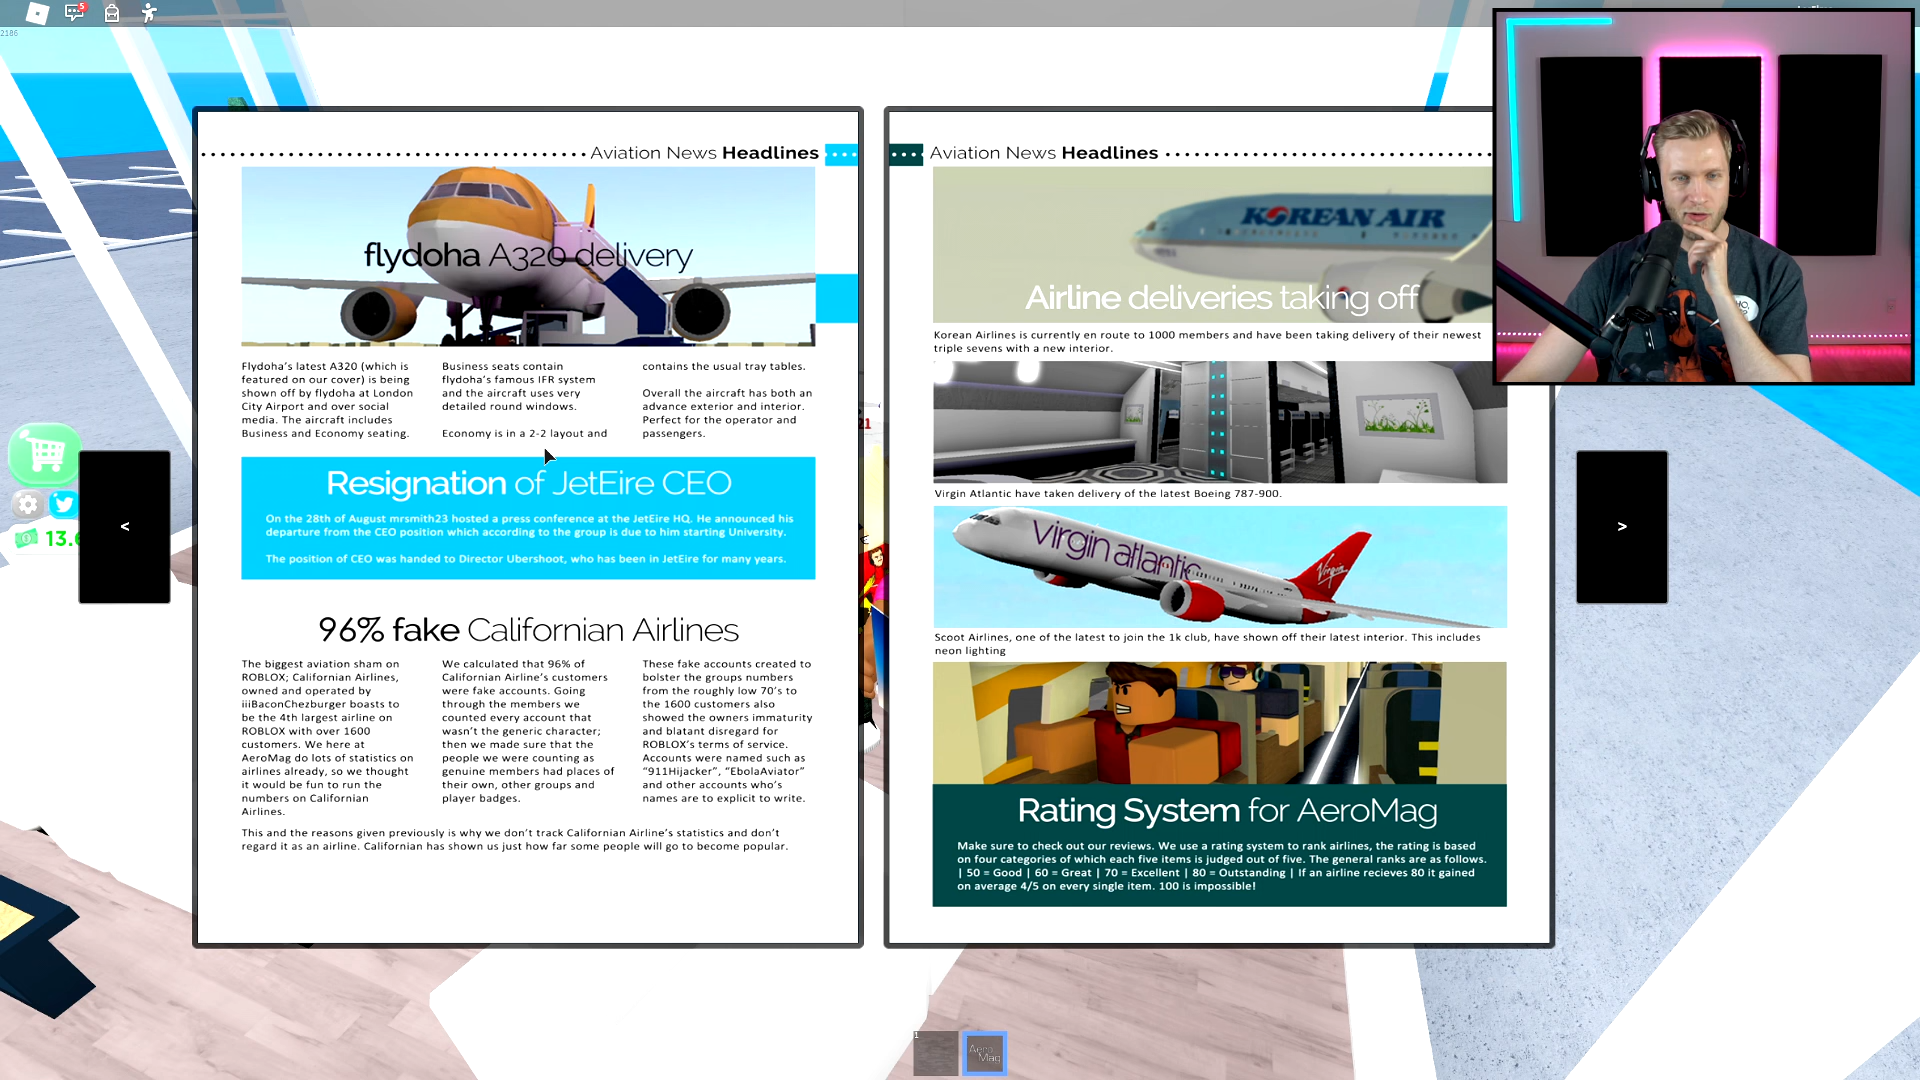 5
2186
Aviation News Headlines
flydoha A320 delivery
Flydoha's latest A320 (which is
featured on our cover) is being
shown off by flydoha at London
City Airport and over social
media. The aircraft includes
Business and Economy seating.
Business seats contain
flydoha's famous IFR system
and the aircraft uses very
detailed round windows.
Economy is in a 2-2 layout and
contains the usual tray tables.
Overall the aircraft has both an
advance exterior and interior.
Perfect for the operator and
passengers.
Resignation of JetEire CEO
On the 28th of August mrsmith23 hosted a press conference at the JetEire HQ. He announced his
departure from the CEO position which according to the group is due to him starting University.
The position of CEO was handed to Director Ubershoot, who has been in JetEire for many years.
96% fake Californian Airlines
The biggest aviation sham on
ROBLOX; Californian Airlines,
owned and operated by
iiiBaconChezburger boasts to
be the 4th largest airline on
ROBLOX with over 1600
customers. We here at
AeroMag do lots of statistics on
airlines already, so we thought
it would be fun to run the
numbers on Californian
Airlines.
We calculated that 96% of
Californian Airline's customers
were fake accounts. Going
through the members we
counted every account that
wasn't the generic character;
then we made sure that the
people we were counting as
genuine members had places of
their own, other groups and
player badges.
These fake accounts created to
bolster the groups numbers
from the roughly low 70's to
the 1600 customers also
showed the owners immaturity
and blatant disregard for
ROBLOX's terms of service.
Accounts were named such as
"911Hijacker", "EbolaAviator"
and other accounts who's
names are to explicit to write.
This and the reasons given previously is why we don't track Californian Airline's statistics and don't
regard it as an airline. Californian has shown us just how far some people will go to become popular.
Aviation News Headlines
KOREAN AIR
Airline deliveries taking off
Korean Airlines is currently en route to 1000 members and have been taking delivery of their newest
triple sevens with a new interior.
Virgin Atlantic have taken delivery of the latest Boeing 787-900.
virgin atlantic
Virgin
Scoot Airlines, one of the latest to join the 1k club, have shown off their latest interior. This includes
neon lighting
Rating System for AeroMag
Make sure to check out our reviews. We use a rating system to rank airlines, the rating is based
on four categories of which each five items is judged out of five. The general ranks are as follows.
| 50 = Good | 60 = Great | 70 = Excellent | 80 = Outstanding | If an airline recieves 80 it gained
on average 4/5 on every single item. 100 is impossible!
<
>
13.
21
1
Aero
Mag